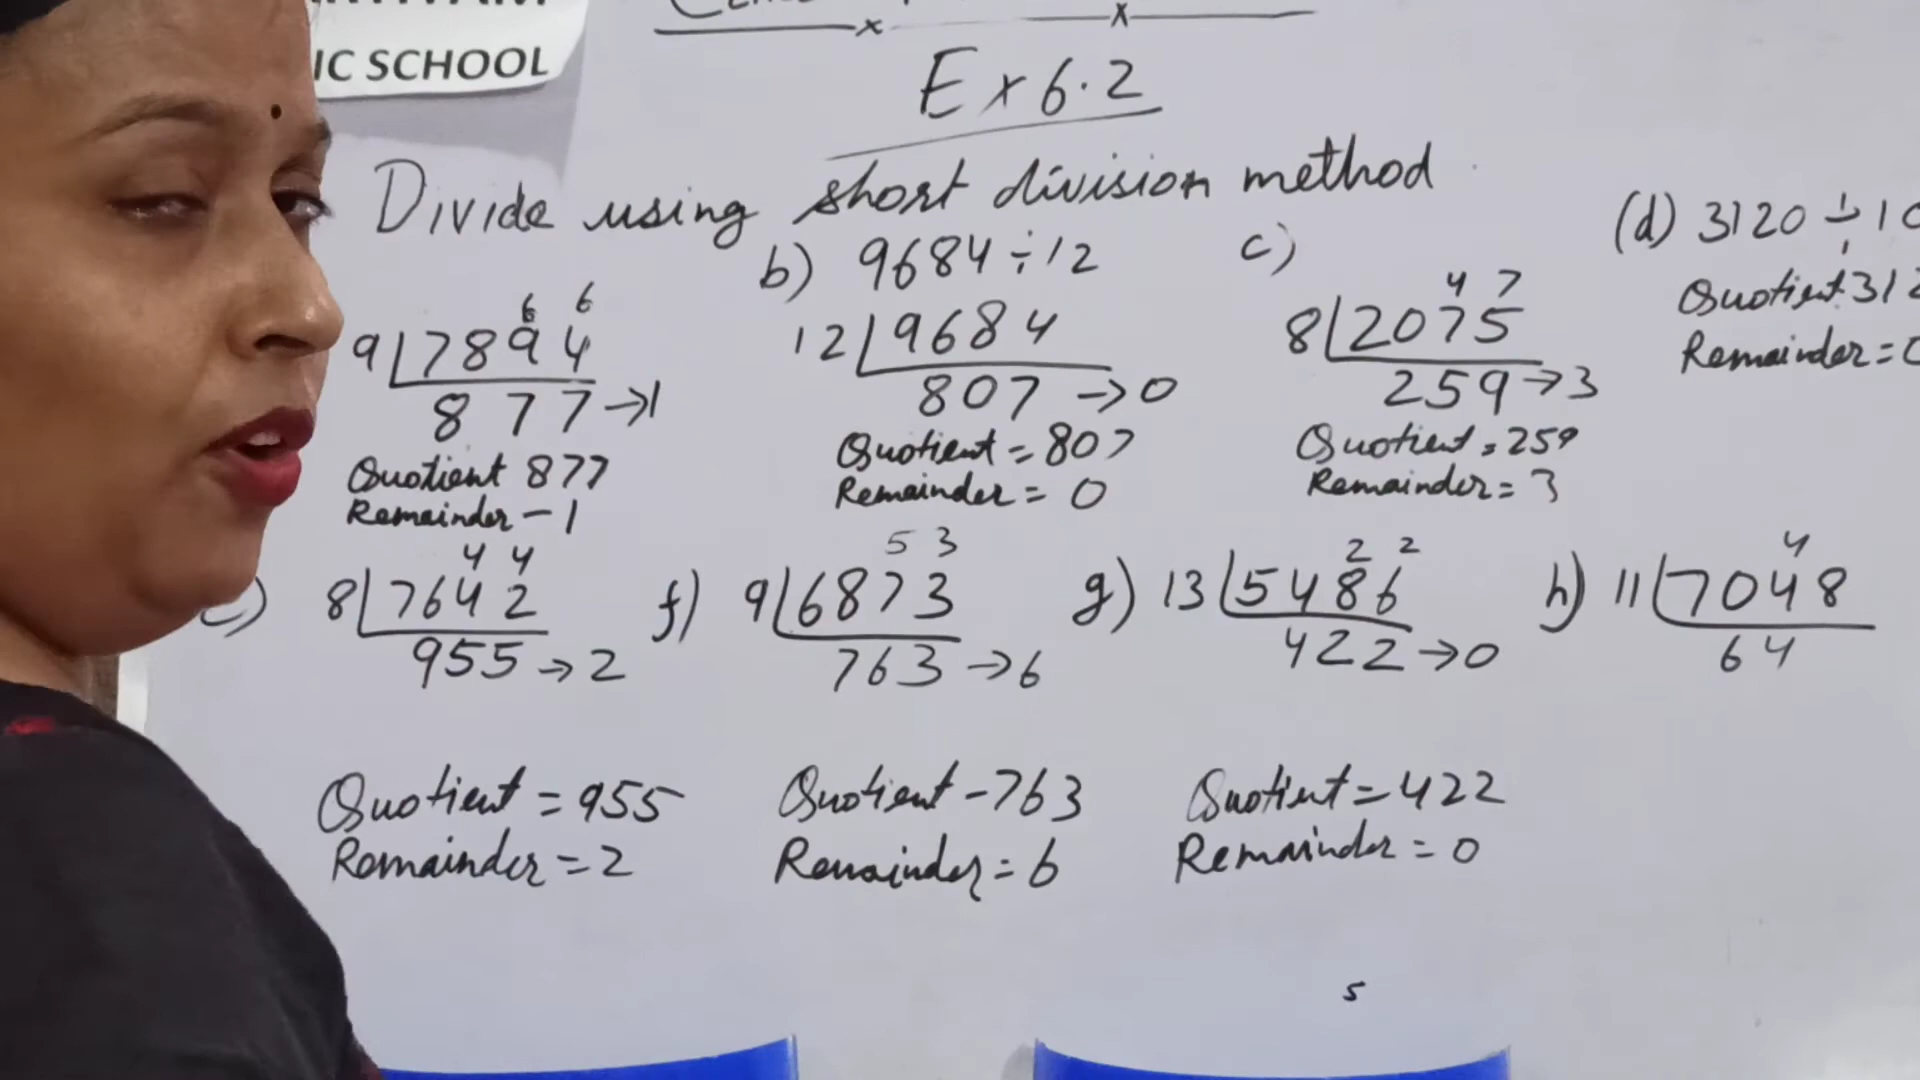 IC SCHOOL
x x
Ex 6.2
Divide using short division method
6 6
9 7894
877 → 1
Quotient 877
Remainder - 1
b) 9684 ÷ 12
12 9684
807 → 0
Quotient = 807
Remainder = 0
c)
4 7
8 2075
259 → 3
Quotient = 259
Remainder = 3
(d) 3120 ÷ 10
Quotient 312
Remainder = 0
4 4
8 7642
955 → 2
Quotient = 955
Remainder = 2
f)
5 3
9 6873
763 → 6
Quotient - 763
Remainder = 6
g)
2 2
13 5486
422 → 0
Quotient = 422
Remainder = 0
h)
4
11 7048
64
5